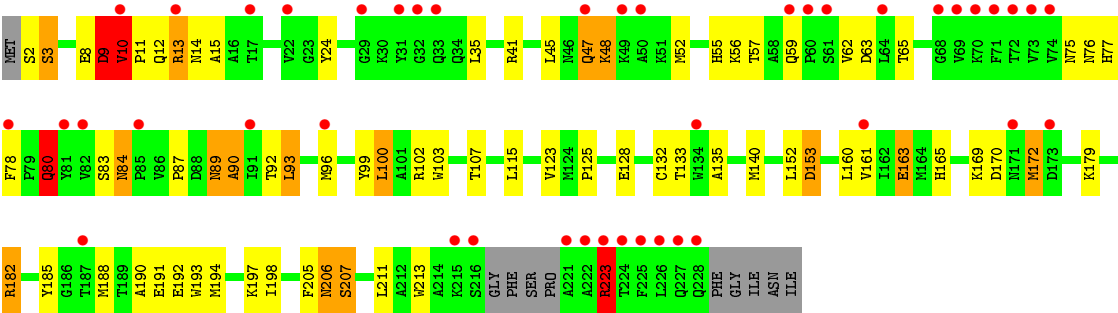 MET S2 S3 E8 D9 V10 P11 Q12 R13 N14 A15 A16 T17 V22 G23 Y24 G29 K30 Y31 G32 Q33 Q34 L35 R41 L45 N46 Q47 K48 K49 A50 K51 M52 H55 K56 T57 A58 Q59 P60 S61 V62 D63 L64 T65 G68 V69 K70 F71 T72 V73 V74 N75 N76 H77
F78 P79 Q80 Y81 V82 S83 N84 P85 V86 P87 D88 N89 A90 I91 T92 L93 M96 Y99 L100 A101 R102 W103 T107 L115 V123 M124 P125 E128 C132 T133 W134 A135 M140 L152 D153 L160 V161 I162 E163 M164 H165 K169 D170 N171 M172 D173 K179
R182 Y185 G186 T187 M188 T189 A190 E191 E192 W193 M194 K197 I198 F205 N206 S207 L211 A212 W213 A214 K215 S216 GLY PHE SER PRO A221 A222 R223 T224 F225 L226 Q227 Q228 PHE GLY ILE ASN ILE